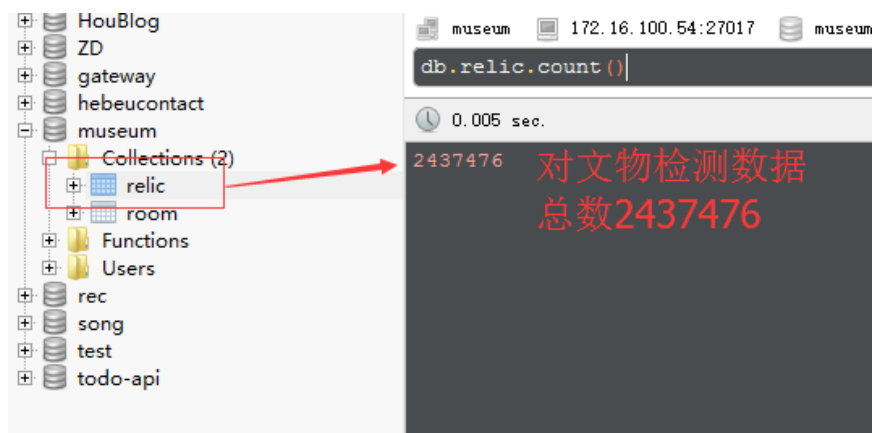 HouBlog
ZD
gateway
hebeucontact
museum
Collections (2)
relic
room
Functions
Users
rec
song
test
todo-api
museum 172.16.100.54:27017 museum
db.relic.count()
0.005 sec.
2437476
对文物检测数据
总数2437476